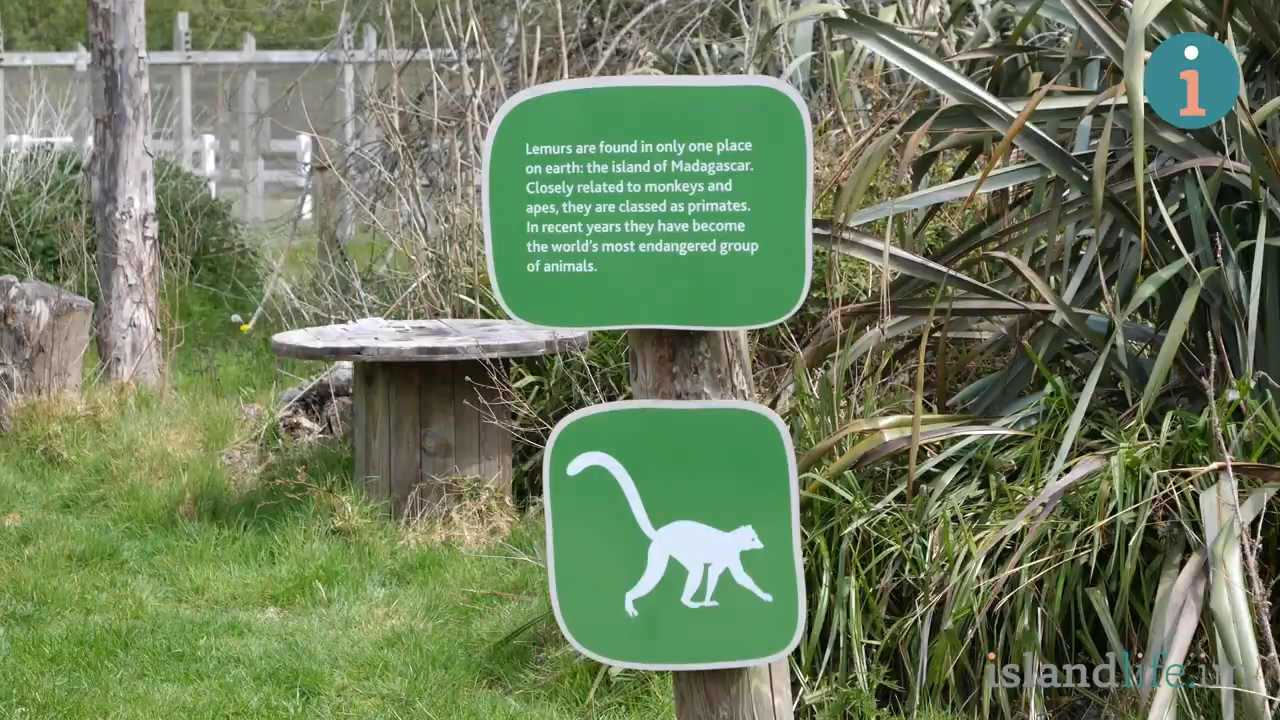 i
Lemurs are found in only one place
on earth: the island of Madagascar.
Closely related to monkeys and
apes, they are classed as primates.
In recent years they have become
the world's most endangered group
of animals.
islandlife.im